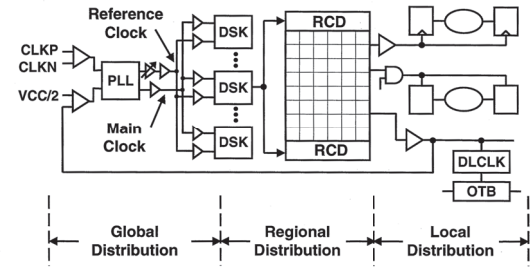 Reference
Clock
RCD
DSK
CLKP
CLKN
PLL
DSK
VCC/2
Main
Clock
DSK
RCD
DLCLK
OTB
Global
Distribution
Regional
Distribution
Local
Distribution